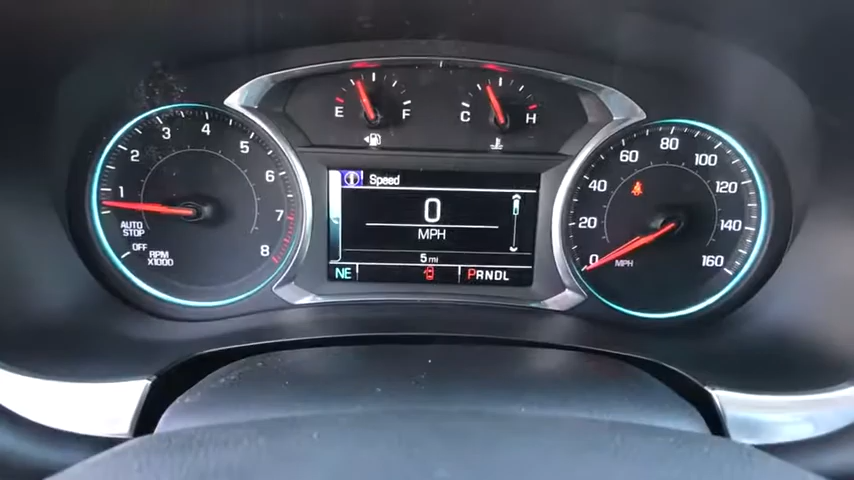 E F
C H
1 2 3 4 5 6 7 8
AUTO
STOP
OFF
RPM
X1000
i Speed
0
MPH
5 mi
NE
PRNDL
0 20 40 60 80 100 120 140 160
MPH